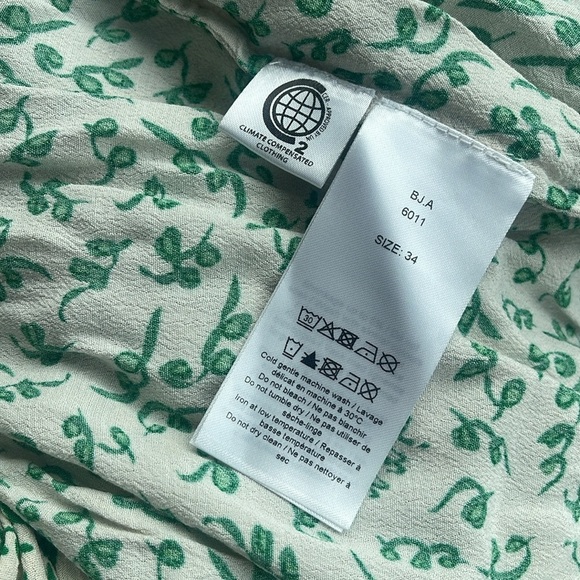 CO2
CLIMATE COMPENSATED
CLOTHING
BJ.A
6011
SIZE: 34
30
Cold gentle machine wash / Lavage
délicat en machine à 30°C
Do not bleach / Ne pas blanchir
Do not tumble dry / Ne pas utiliser de
sèche-linge
Iron at low temperature / Repasser à
basse température
Do not dry clean / Ne pas nettoyer à
sec